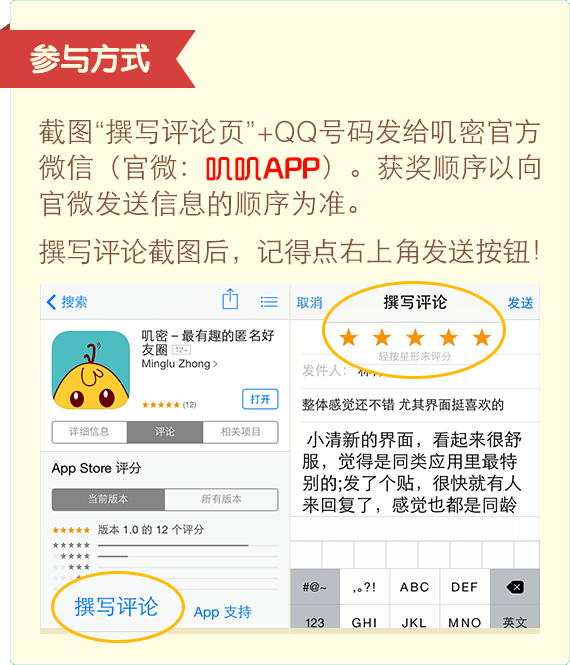 参与方式
截图“撰写评论页”+QQ号码发给叽密官方
微信（官微：叽叽APP）。获奖顺序以向
官微发送信息的顺序为准。
撰写评论截图后，记得点右上角发送按钮！
搜索
叽密 – 最有趣的匿名好
友圈 12+
Minglu Zhong >
★★★★★ (12)
打开
详细信息 评论 相关项目
App Store 评分
当前版本 所有版本
★★★★★ 版本 1.0 的 12 个评分
★★★★★
★★★★
★★★
★★
撰写评论
App 支持
取消 撰写评论 发送
★★★★★
轻按星形来评分
发件人：
整体感觉还不错 尤其界面挺喜欢的
小清新的界面，看起来很舒
服，觉得是同类应用里最特
别的;发了个贴，很快就有人
来回复了，感觉也都是同龄
#@~ ,。?! ABC DEF
123 GHI JKL MNO 英文